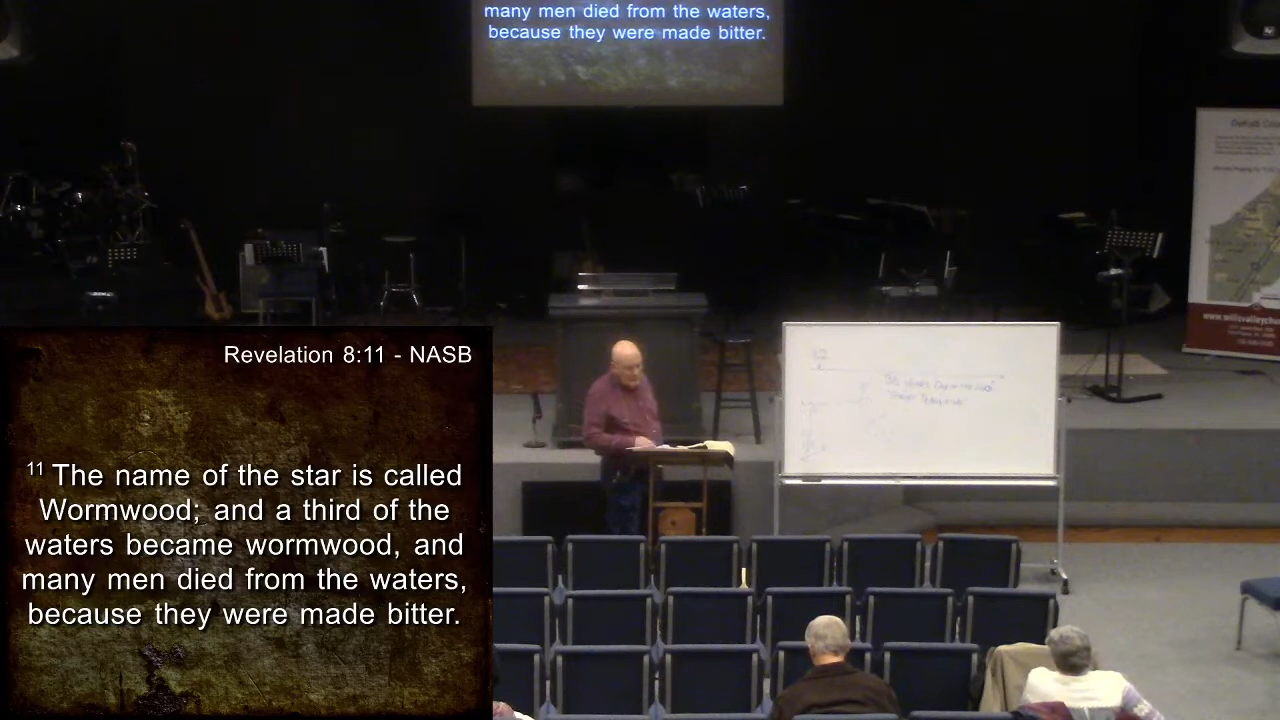 many men died from the waters,
because they were made bitter.
Revelation 8:11 - NASB
11 The name of the star is called
Wormwood; and a third of the
waters became wormwood, and
many men died from the waters,
because they were made bitter.